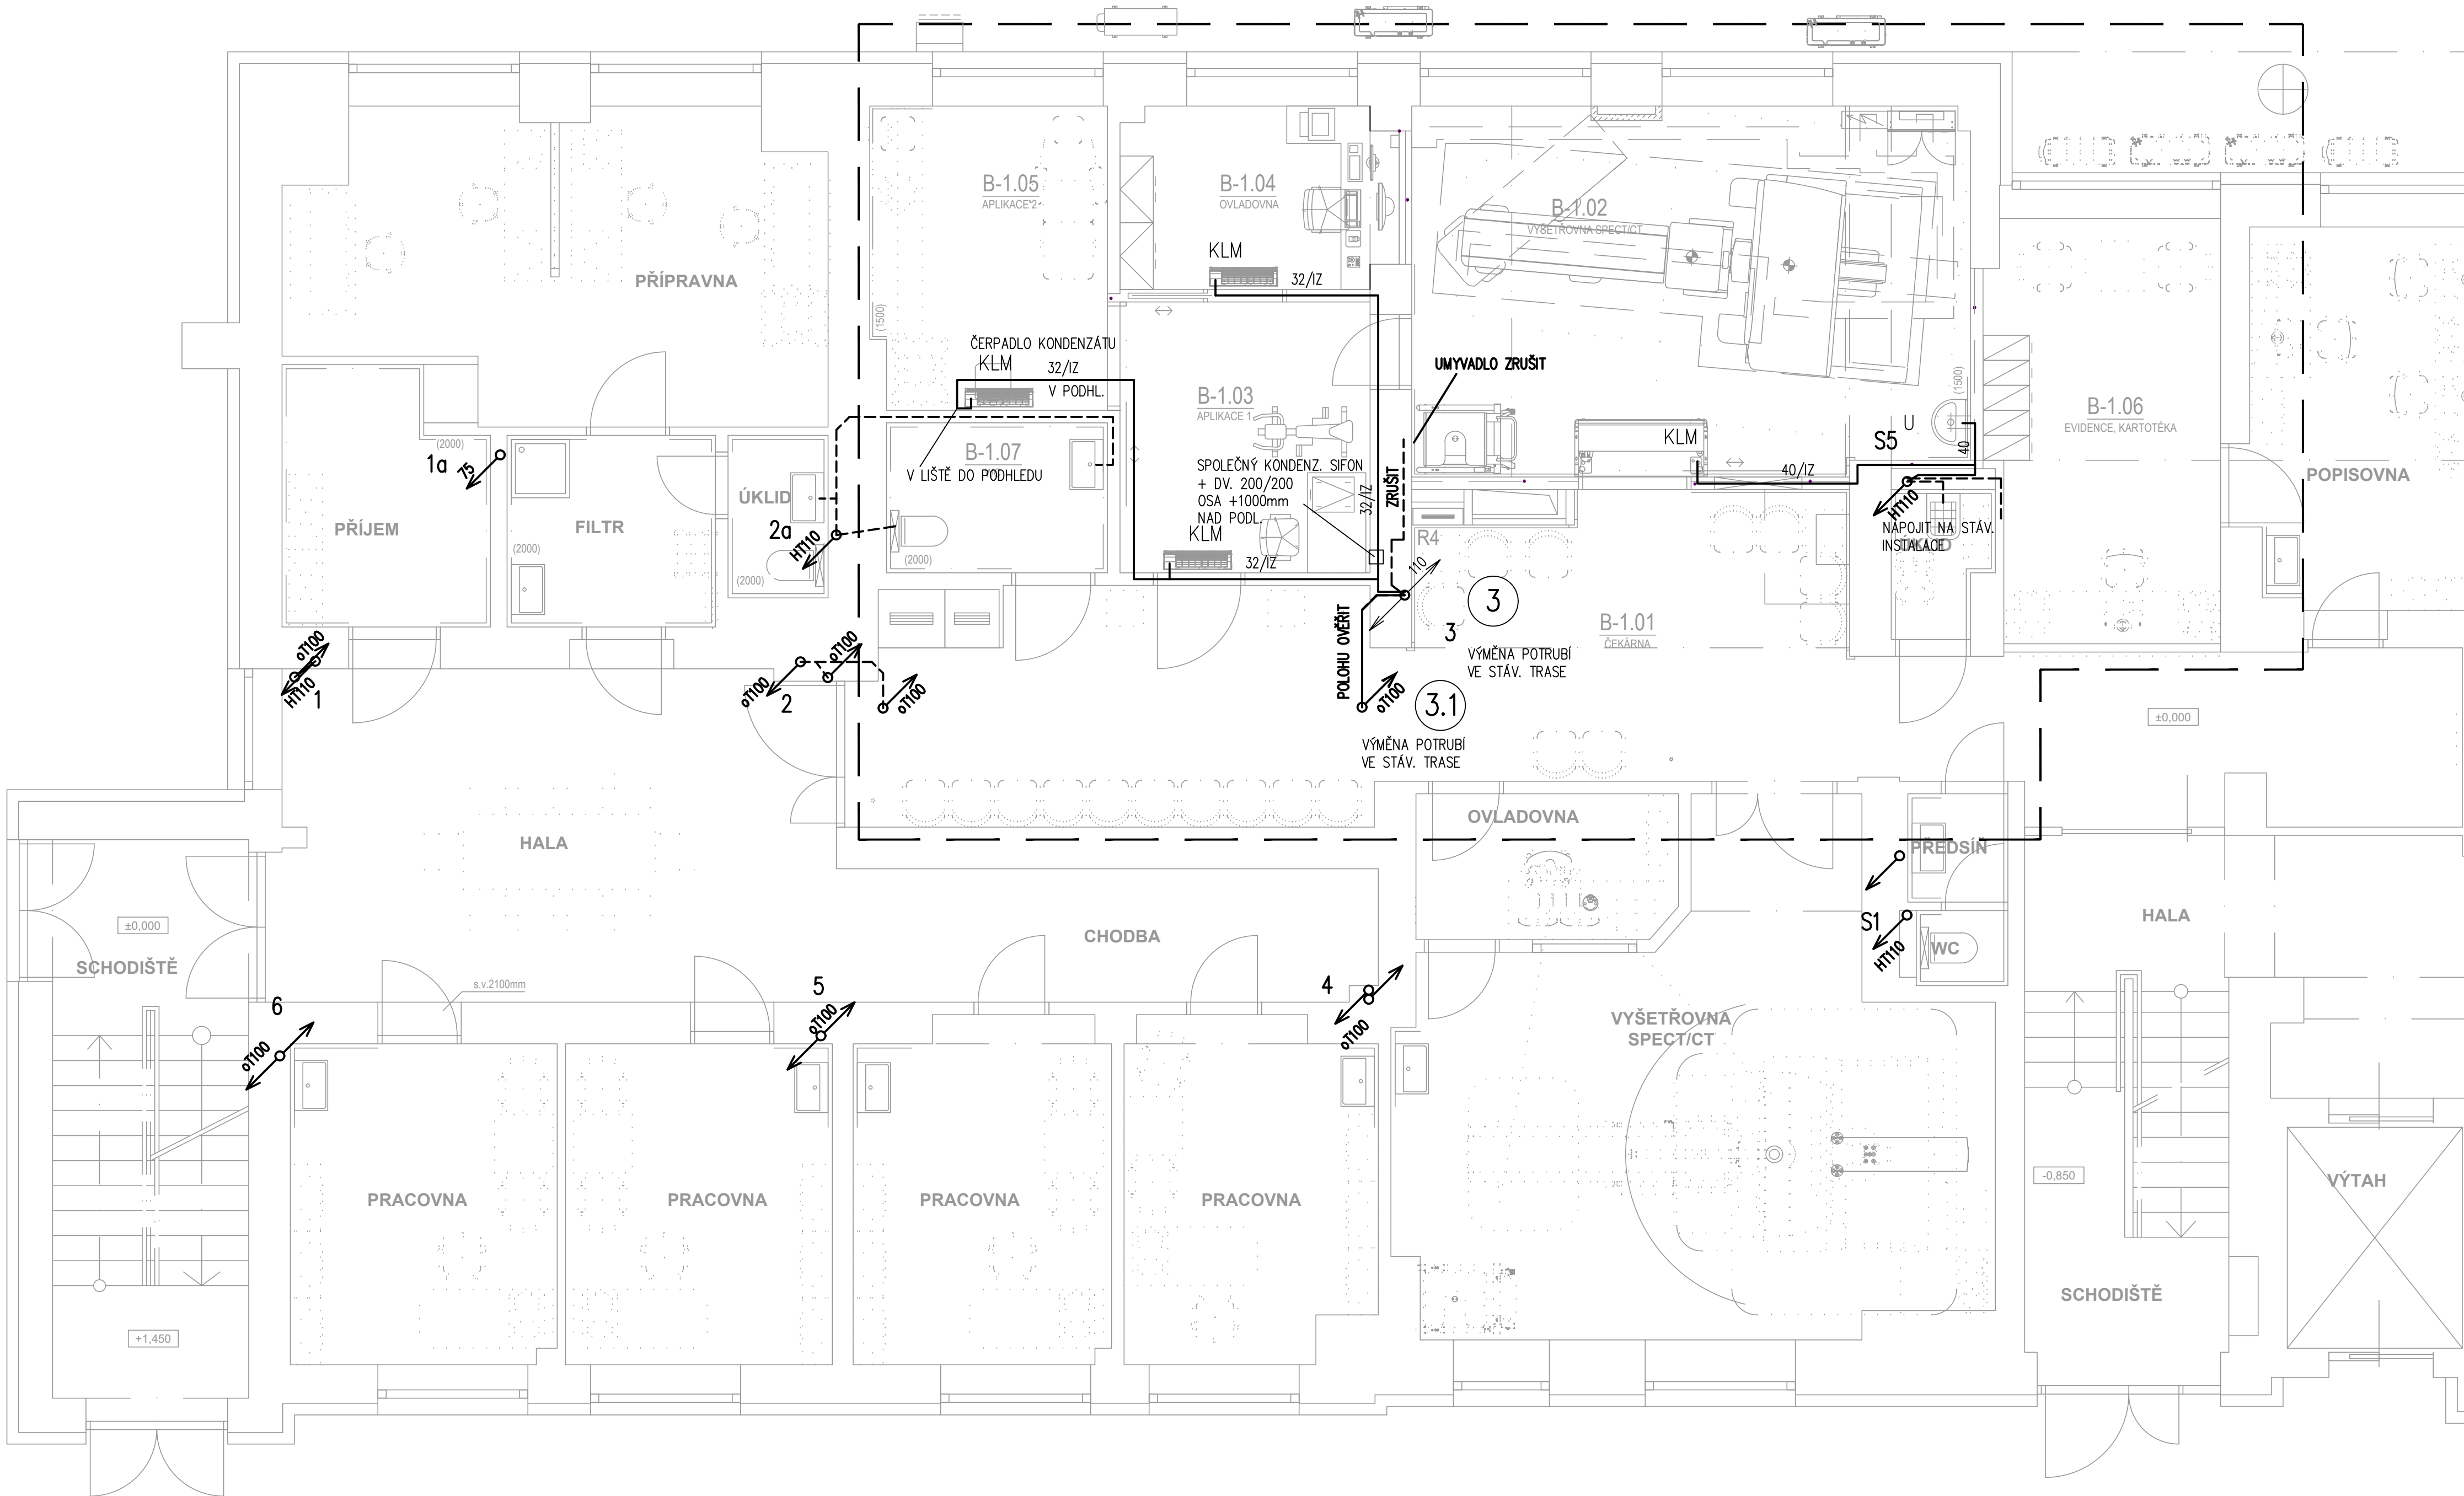 B-1.05
APLIKACE 2
B-1.04
OVLADOVNA
B-1.02
VYŠETŘOVNA SPECT/CT
PŘÍPRAVNA
KLM
32/IZ
(1500)
ČERPADLO KONDENZÁTU
KLM
32/IZ
V PODHL.
UMYVADLO ZRUŠIT
B-1.03
APLIKACE 1
(1500)
B-1.06
EVIDENCE, KARTOTÉKA
U
S5
40
KLM
40/IZ
POPISOVNA
(2000)
1a
75
B-1.07
V LIŠTĚ DO PODHLEDU
SPOLEČNÝ KONDENZ. SIFON
+ DV. 200/200
OSA +1000mm
NAD PODL.
32/IZ
ZRUŠIT
ÚKLID
PŘÍJEM
FILTR
2a
HT110
(2000)
(2000)
(2000)
KLM
32/IZ
R4
110
HT110
NAPOJIT NA STÁV.
INSTALACE
ÚKLID
3
3
B-1.01
ČEKÁRNA
VÝMĚNA POTRUBÍ
VE STÁV. TRASE
POLOHU OVĚŘIT
oT100
HT110
1
oT100
oT100
2
oT100
oT100
3.1
VÝMĚNA POTRUBÍ
VE STÁV. TRASE
±0,000
OVLADOVNA
HALA
PŘEDSÍŇ
±0,000
SCHODIŠTĚ
CHODBA
S1
HT110
WC
HALA
s.v.2100mm
6
oT100
5
oT100
4
oT100
VYŠETŘOVNA
SPECT/CT
PRACOVNA
PRACOVNA
PRACOVNA
PRACOVNA
-0,850
VÝTAH
SCHODIŠTĚ
+1,450